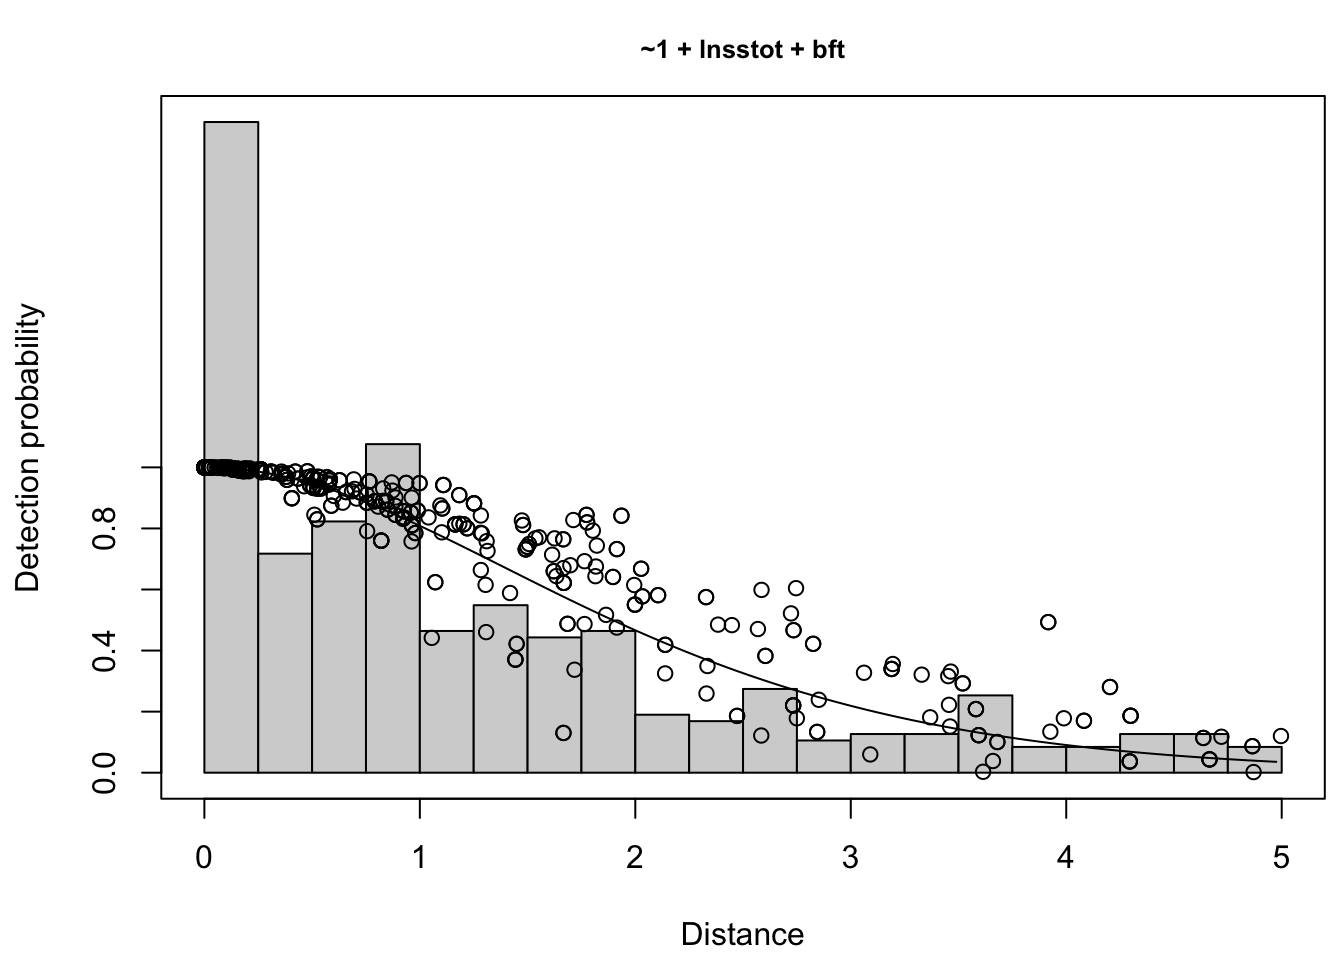 ~1 + lnsstot + bft
Detection probability
0.8
0.4
0.0
0 1 2 3 4 5
Distance